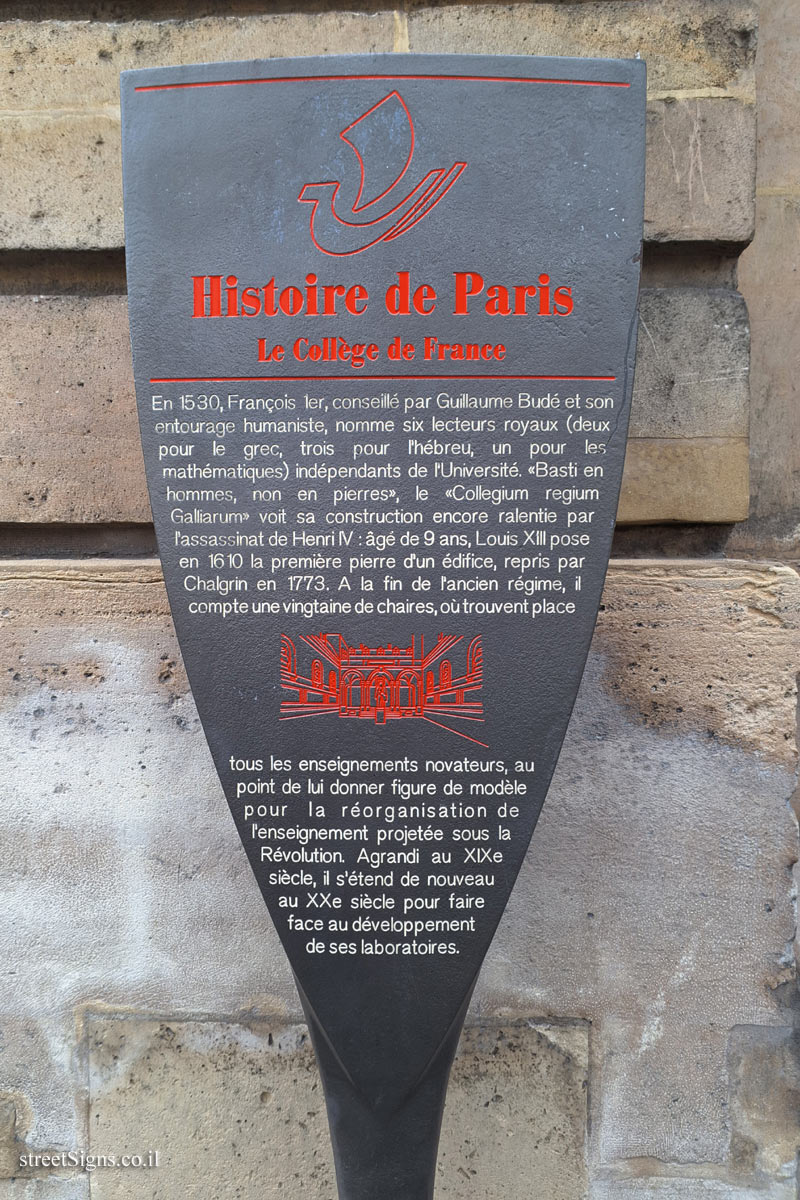 Histoire de Paris
Le Collège de France
En 1530, François 1er, conseillé par Guillaume Budé et son
entourage humaniste, nomme six lecteurs royaux (deux
pour le grec, trois pour l'hébreu, un pour les
mathématiques) indépendants de l'Université. «Basti en
hommes, non en pierres», le «Collegium regium
Galliarum» voit sa construction encore ralentie par
l'assassinat de Henri IV : âgé de 9 ans, Louis XIII pose
en 1610 la première pierre d'un édifice, repris par
Chalgrin en 1773. A la fin de l'ancien régime, il
compte une vingtaine de chaires, où trouvent place
tous les enseignements novateurs, au
point de lui donner figure de modèle
pour la réorganisation de
l'enseignement projetée sous la
Révolution. Agrandi au XIXe
siècle, il s'étend de nouveau
au XXe siècle pour faire
face au développement
de ses laboratoires.
streetSigns.co.il